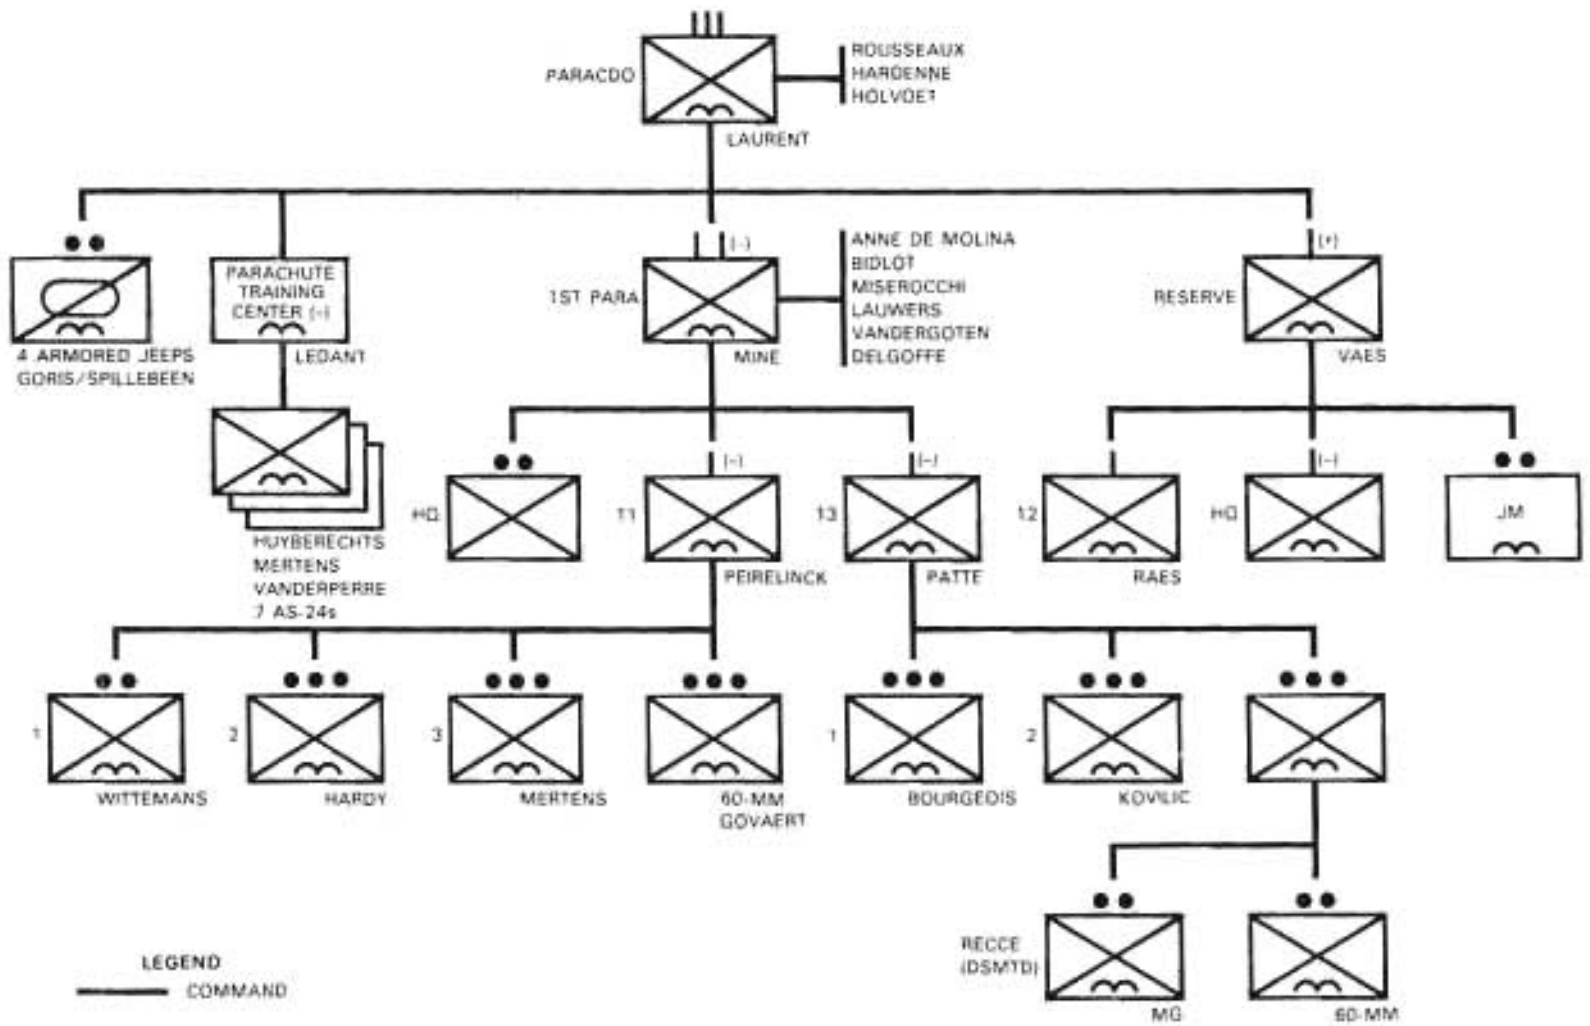 PARACDO
ROUSSEAUX
HARDENNE
HOLVOET
LAURENT
4 ARMORED JEEPS
GORIS/SPILLEBEEN
PARACHUTE
TRAINING
CENTER (-)
LEDANT
HUYBERECHTS
MERTENS
VANDERPERRE
7 AS-24s
(-)
1ST PARA
MINE
ANNE DE MOLINA
BIDLOT
MISEROCCHI
LAUWERS
VANDERGOTEN
DELGOFFE
(+)
RESERVE
VAES
HQ
(-)
11
PEIRELINCK
(-)
13
PATTE
12
RAES
(-)
HQ
JM
1
WITTEMANS
2
HARDY
3
MERTENS
60-MM
GOVAERT
1
BOURGEOIS
2
KOVILIC
RECCE
(DSMTD)
MG
60-MM
LEGEND
COMMAND